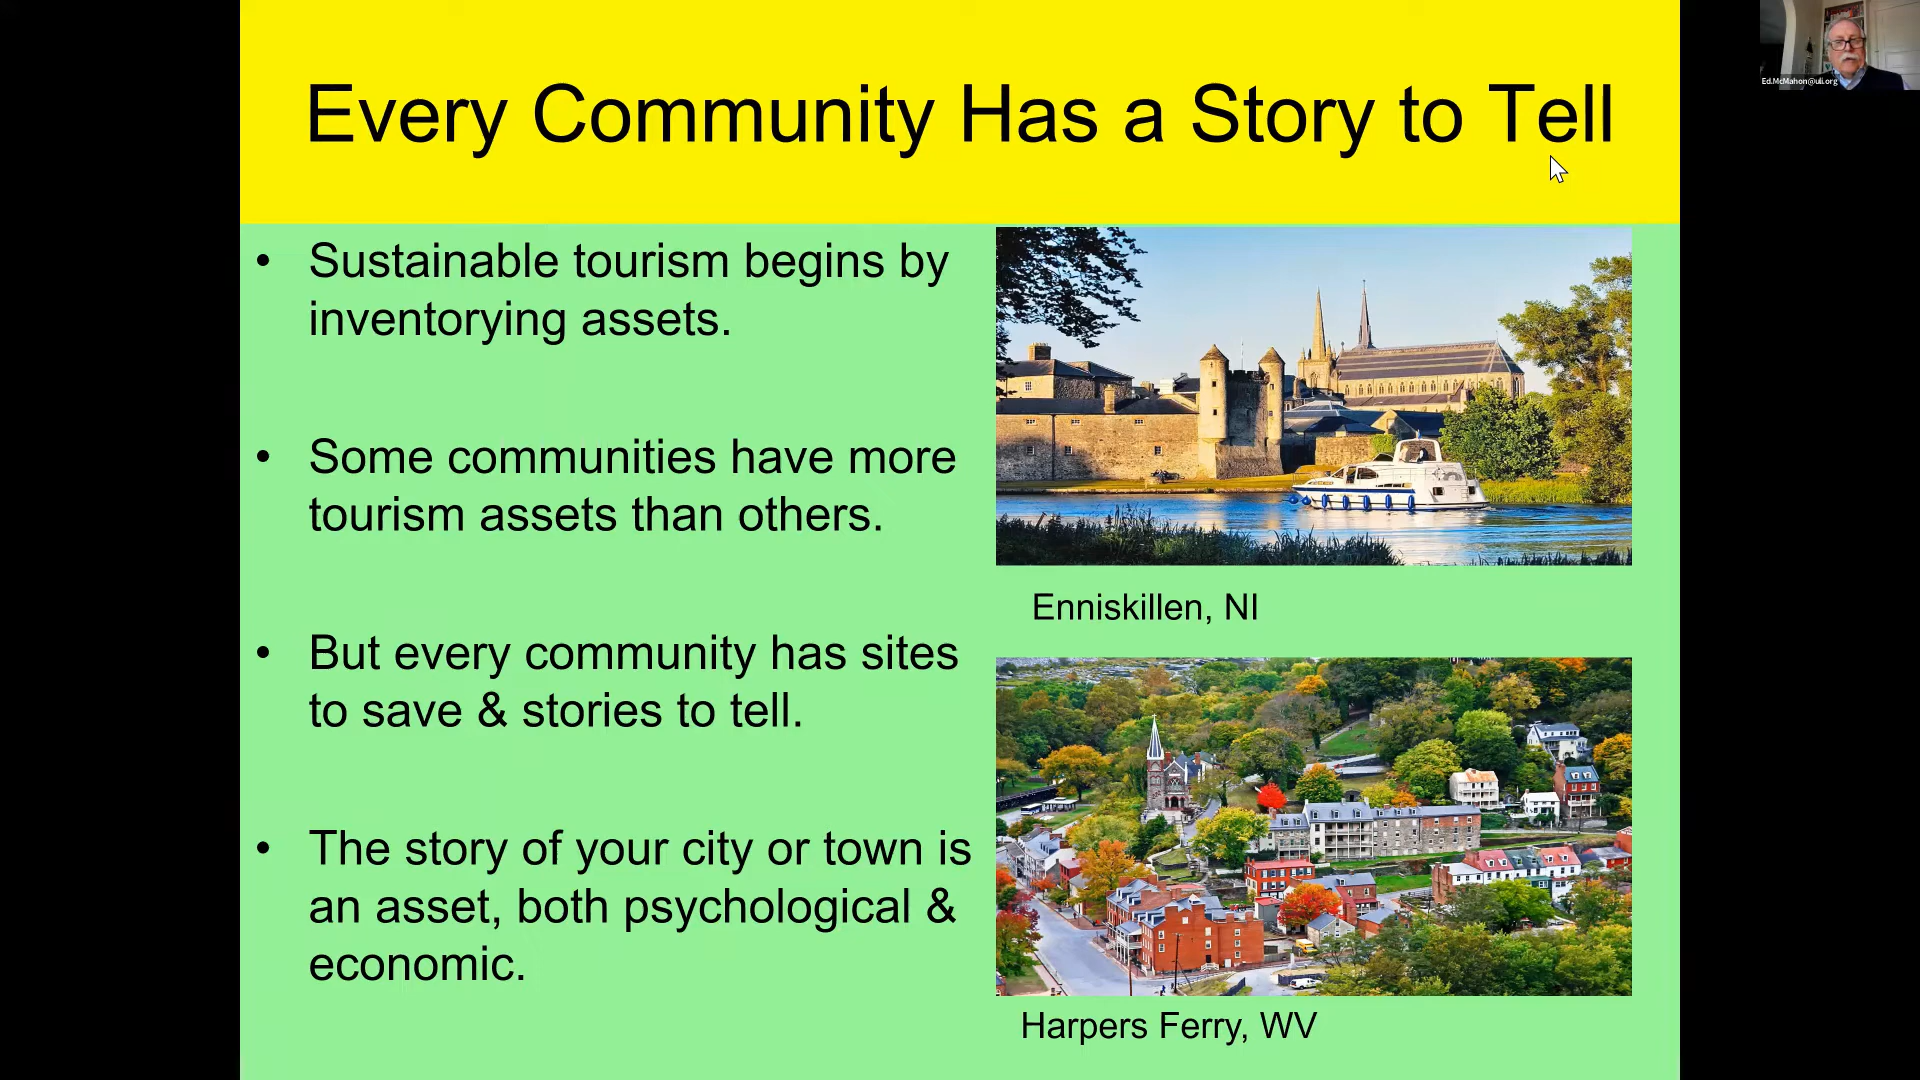 Every Community Has a Story to Tell
Ed.McMahon@uli.org
• Sustainable tourism begins by
inventorying assets.
• Some communities have more
tourism assets than others.
• But every community has sites
to save & stories to tell.
• The story of your city or town is
an asset, both psychological &
economic.
Enniskillen, NI
Harpers Ferry, WV